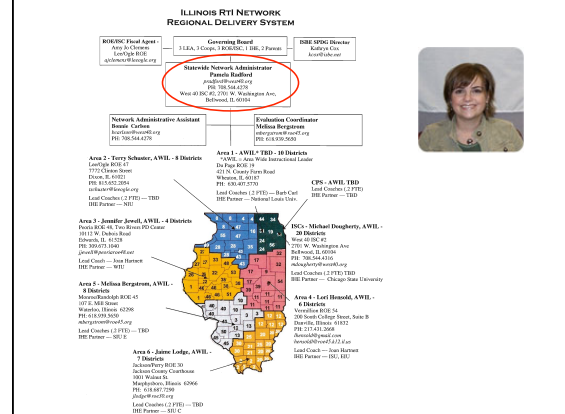 ILLINOIS RTI NETWORK
REGIONAL DELIVERY SYSTEM
ROE/ISC Fiscal Agent -
Amy Jo Clemens
Lee/Ogle ROE
ajclemens@leeogle.org
Governing Board
3 LEA, 3 Coops, 3 ROE/ISC, 1 IHE, 2 Parents
ISBE SPDG Director
Kathryn Cox
kcox@isbe.net
Statewide Network Administrator
Pamela Radford
pradford@west40.org
PH: 708.544.4278
West 40 ISC #2, 2701 W. Washington Ave,
Bellwood, IL 60104
Network Administrative Assistant
Bonnie Carlson
bcarlson@west40.org
PH: 708.544.4278
Evaluation Coordinator
Melissa Bergstrom
mbergstrom@roe45.org
PH: 618.939.5650
Area 1 - AWIL* TBD - 10 Districts
*AWIL = Area Wide Instructional Leader
Du Page ROE 19
421 N. County Farm Road
Wheaton, IL 60187
PH: 630.407.5770
Lead Coaches (.2 FTE) — Barb Curl
IHE Partner — National Louis Univ.
Area 2 - Terry Schuster, AWIL - 8 Districts
Lee/Ogle ROE 47
7772 Clinton Street
Dixon, IL 61021
PH: 815.652.2054
tschuster@leeogle.org
Lead Coaches (.2 FTE) — TBD
IHE Partner — NIU
CPS - AWIL TBD
Lead Coaches (.2 FTE)
IHE Partner —
Area 3 - Jennifer Jewell, AWIL - 4 Districts
Peoria ROE 48, Two Rivers PD Center
10112 W. Dubois Road
Edwards, IL 61528
PH: 309.673.1040
jjewell@peoriaroe48.net
Lead Coach — Joan Hartnett
IHE Partner — WIU
ISCs - Michael Dougherty, AWIL -
20 Districts
West 40 ISC #2
2701 W. Washington Ave
Bellwood, IL 60104
PH: 708.544.4316
mdougherty@west40.org
Lead Coaches (.2 FTE) TBD
IHE Partner — Chicago State University
Area 5 - Melissa Bergstrom, AWIL -
8 Districts
Monroe/Randolph ROE 45
107 E. Mill Street
Waterloo, Illinois 62298
PH: 618.939.5650
mbergstrom@roe45.org
Lead Coaches (.2 FTE) — TBD
IHE Partner — SIU E
Area 4 - Lori Hensold, AWIL -
6 Districts
Vermilion ROE 54
200 South College Street, Suite B
Danville, Illinois 61832
PH: 217.431.2668
lhensold@gmail.com
hensold@roe45.k12.il.us
Lead Coach — Joan Hartnett
IHE Partner — ISU, EIU
Area 6 - Jaime Lodge, AWIL -
7 Districts
Jackson/Perry ROE 30
Jackson County Courthouse
1001 Walnut St.
Murphysboro, Illinois 62966
PH: 618.687.7290
jlodge@roe30.org
Lead Coaches (.2 FTE) — TBD
IHE Partner — SIU C